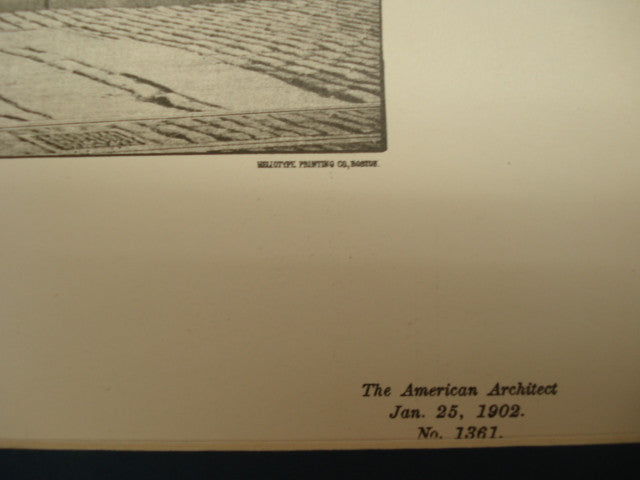 HELIOTYPE PRINTING CO., BOSTON.
The American Architect
Jan. 25, 1902.
No. 1361.